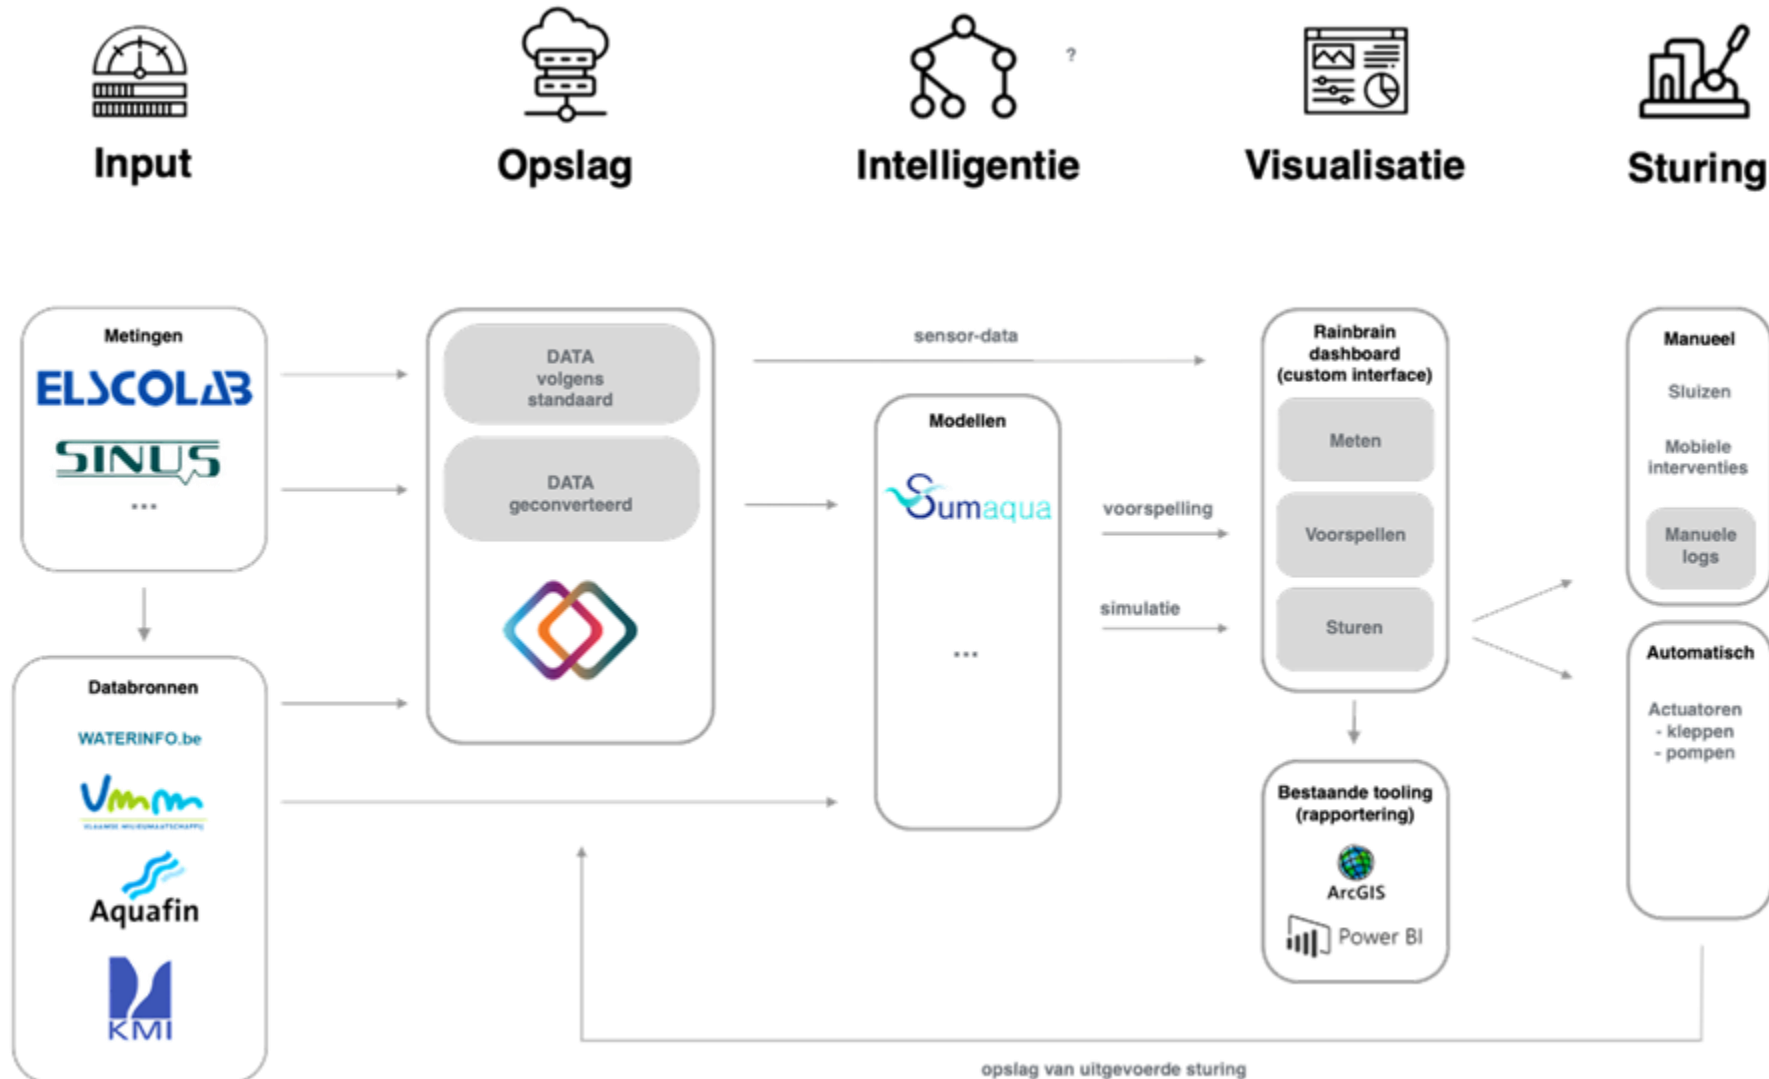 Input
Opslag
?
Intelligentie
Visualisatie
Sturing
Metingen
ELSCOLAB
SINUS
...
Databronnen
WATERINFO.be
Vmm
VLAAMSE MILIEUMAATSCHAPPIJ
Aquafin
KMI
DATA
volgens
standaard
DATA
geconverteerd
sensor-data
Modellen
Sumaqua
...
voorspelling
simulatie
Rainbrain
dashboard
(custom interface)
Meten
Voorspellen
Sturen
Bestaande tooling
(rapportering)
ArcGIS
Power BI
Manueel
Sluizen
Mobiele
interventies
Manuele
logs
Automatisch
Actuatoren
- kleppen
- pompen
opslag van uitgevoerde sturing